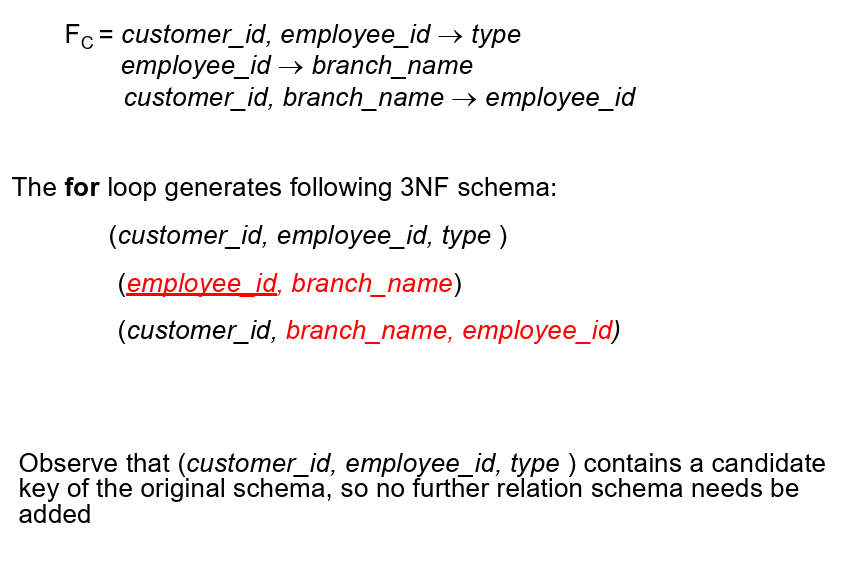 FC = customer_id, employee_id → type
employee_id → branch_name
customer_id, branch_name → employee_id
The for loop generates following 3NF schema:
(customer_id, employee_id, type )
(employee_id, branch_name)
(customer_id, branch_name, employee_id)
Observe that (customer_id, employee_id, type ) contains a candidate
key of the original schema, so no further relation schema needs be
added